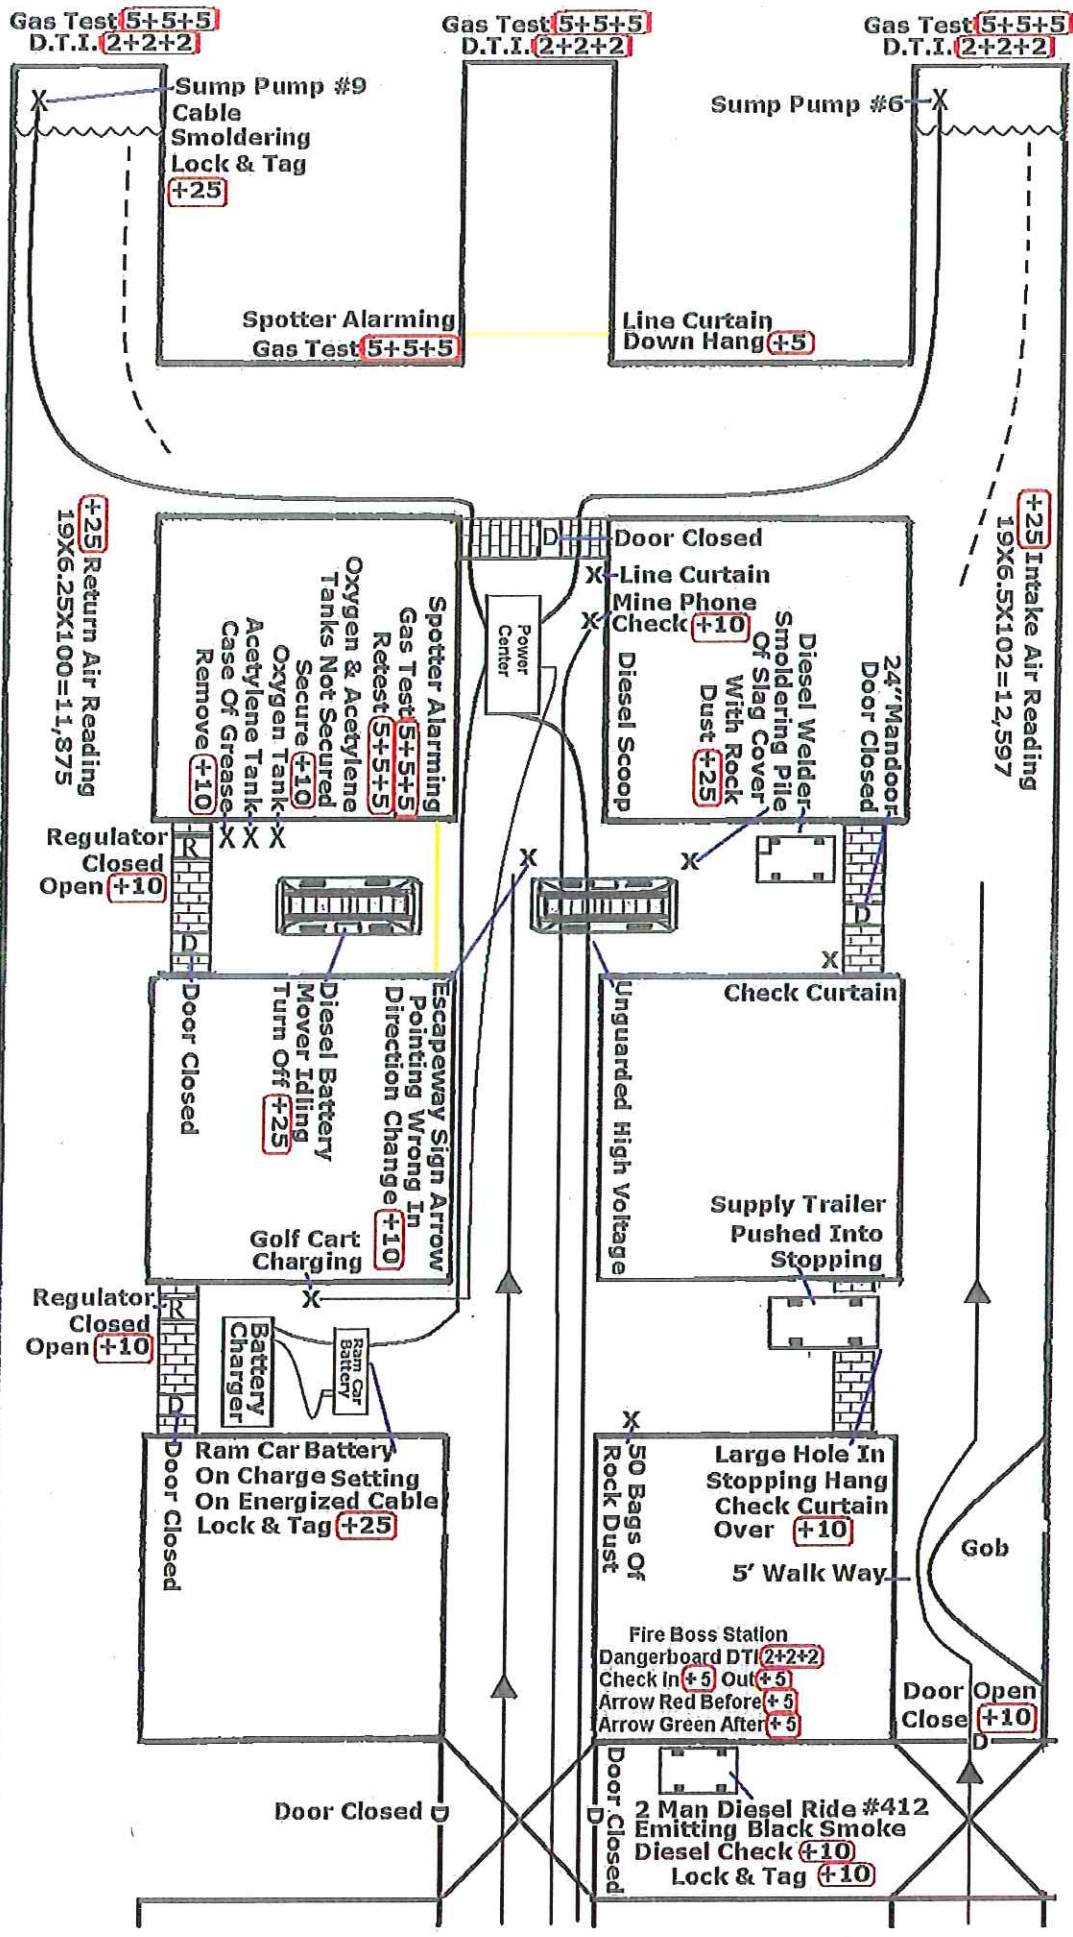 Gas Test 5+5+5
D.T.I. 2+2+2
Gas Test 5+5+5
D.T.I. 2+2+2
Gas Test 5+5+5
D.T.I. 2+2+2
X
Sump Pump #9
Cable
Smoldering
Lock & Tag
+25
Sump Pump #6
X
Spotter Alarming
Gas Test 5+5+5
Line Curtain
Down Hang +5
+25 Return Air Reading
19X6.25X100=11,875
+25 Intake Air Reading
19X6.5X102=12,597
D
Door Closed
X
Line Curtain
X
Mine Phone
Check +10
Power
Center
Spotter Alarming
Gas Test 5+5+5
Retest 5+5+5
Oxygen & Acetylene
Tanks Not Secured
Secure +10
Oxygen Tank
Acetylene Tank
Case Of Grease
Remove +10
X X X
24"Mandoor
Door Closed
Diesel Welder
Smoldering Pile
Of Slag Cover
With Rock
Dust +25
Diesel Scoop
Regulator
Closed
Open +10
R
D
X
X
D
X
Door Closed
Escapeway Sign Arrow
Pointing Wrong In
Direction Change +10
Diesel Battery
Mover Idling
Turn Off +25
Unguarded High Voltage
Check Curtain
Golf Cart
Charging
X
Supply Trailer
Pushed Into
Stopping
Regulator
Closed
Open +10
R
D
Battery
Charger
Ram Car
Battery
Door Closed
Ram Car Battery
On Charge Setting
On Energized Cable
Lock & Tag +25
X
50 Bags Of
Rock Dust
Large Hole In
Stopping Hang
Check Curtain
Over +10
5' Walk Way
Gob
Fire Boss Station
Dangerboard DTI 2+2+2
Check In +5 Out +5
Arrow Red Before +5
Arrow Green After +5
Door Open
Close +10
D
Door Closed D
D
Door Closed
2 Man Diesel Ride #412
Emitting Black Smoke
Diesel Check +10
Lock & Tag +10